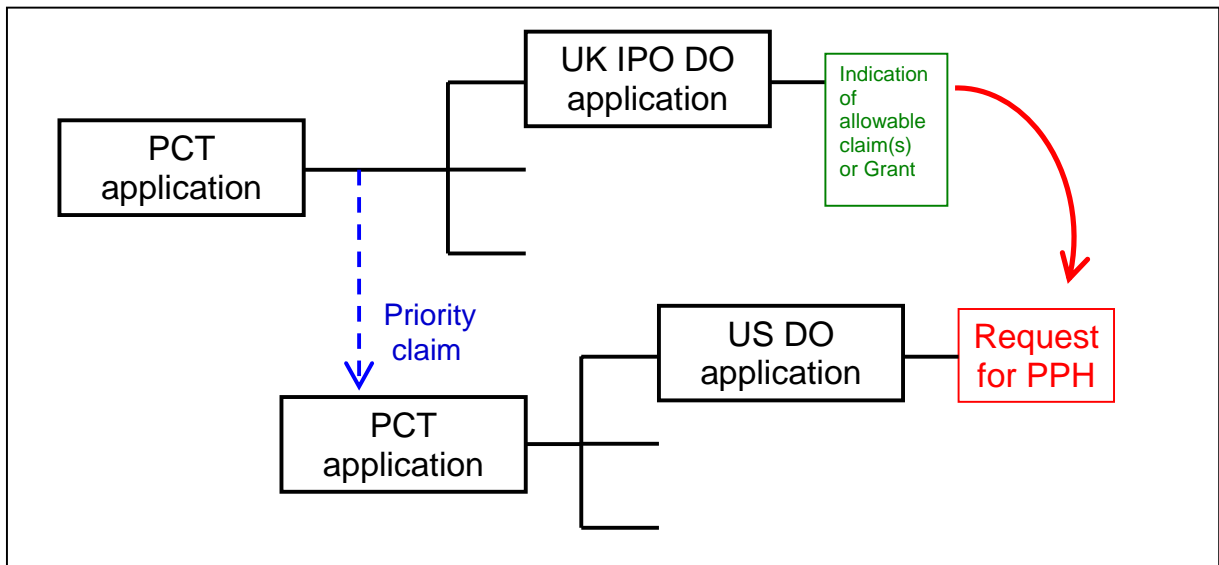 UK IPO DO
application
Indication
of
allowable
claim(s)
or Grant
PCT
application
Priority
claim
US DO
application
Request
for PPH
PCT
application